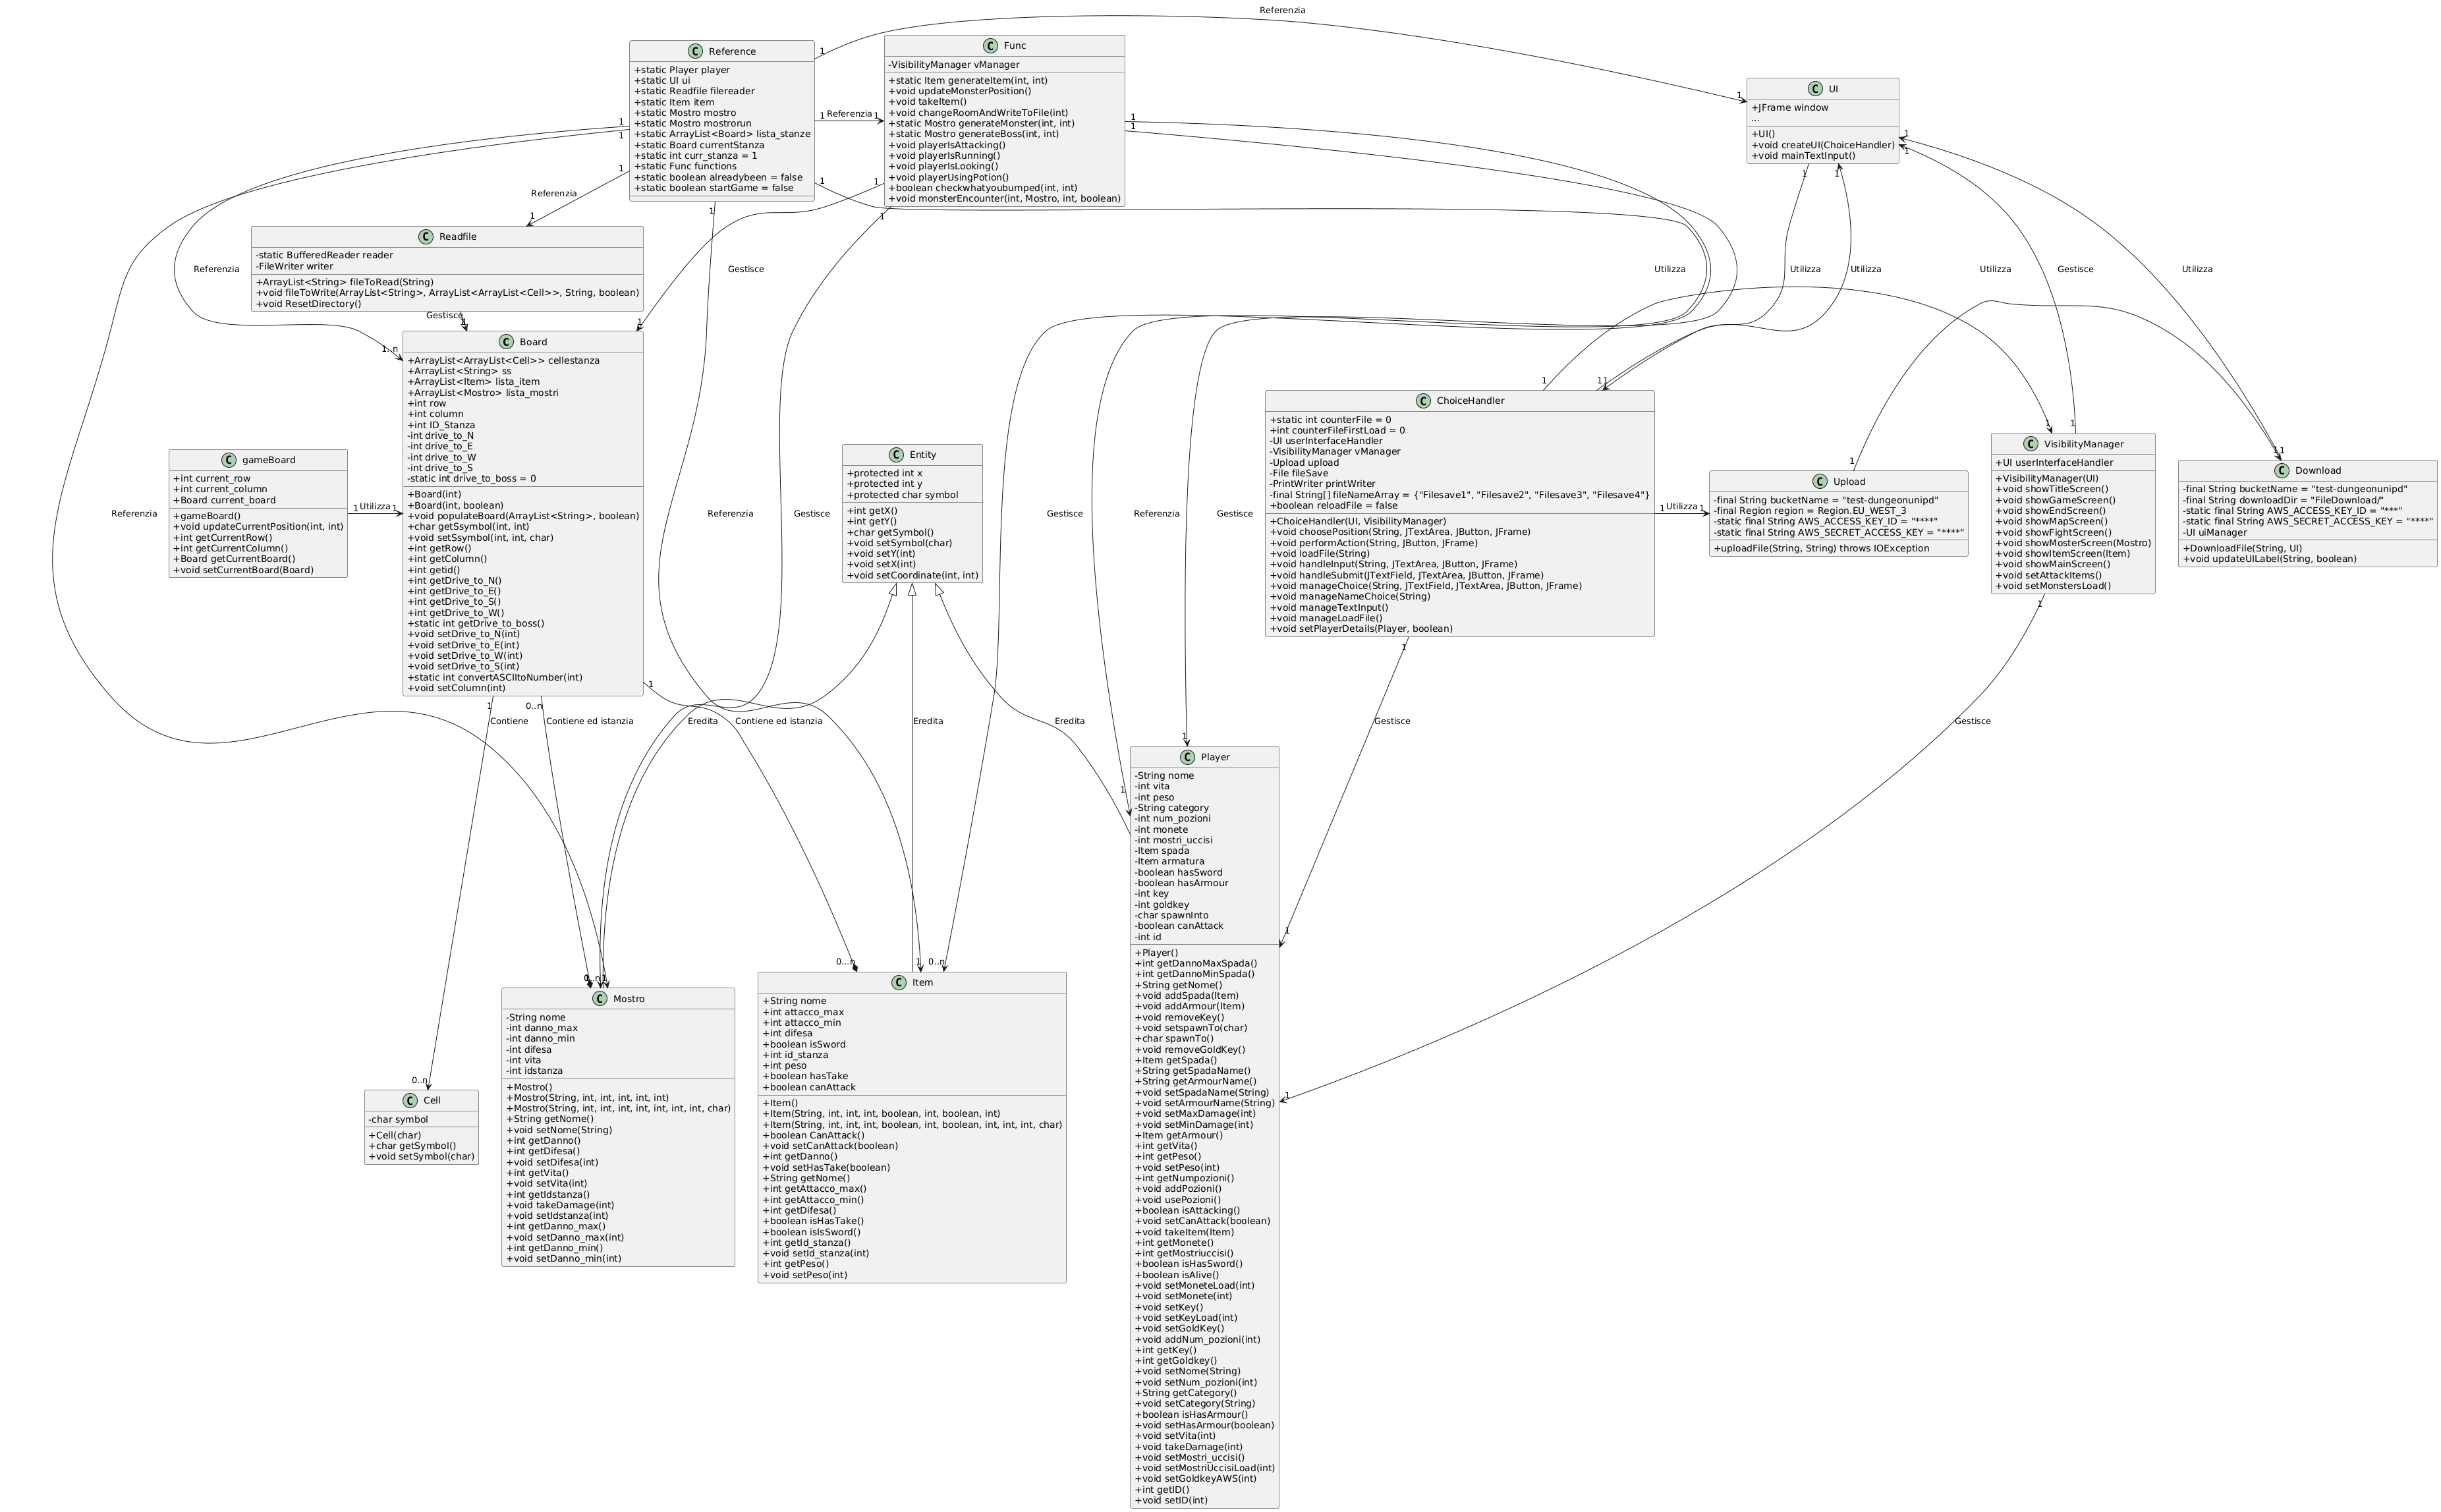 Referenzia
C Reference
+static Player player
+static UI ui
+static Readfile filereader
+static Item item
+static Mostro mostro
+static Mostro mostrorun
+static ArrayList<Board> lista_stanze
+static Board currentStanza
+static int curr_stanza = 1
+static Func functions
+static boolean alreadybeen = false
+static boolean startGame = false
1 Referenzia 1
C Func
-VisibilityManager vManager
+static Item generateItem(int, int)
+void updateMonsterPosition()
+void takeItem()
+void changeRoomAndWriteToFile(int)
+static Mostro generateMonster(int, int)
+static Mostro generateBoss(int, int)
+void playerIsAttacking()
+void playerIsRunning()
+void playerIsLooking()
+void playerUsingPotion()
+boolean checkwhatyoubumped(int, int)
+void monsterEncounter(int, Mostro, int, boolean)
C UI
+JFrame window
...
+UI()
+void createUI(ChoiceHandler)
+void mainTextInput()
Referenzia
C Readfile
-static BufferedReader reader
-FileWriter writer
+ArrayList<String> fileToRead(String)
+void fileToWrite(ArrayList<String>, ArrayList<ArrayList<Cell>>, String, boolean)
+void ResetDirectory()
Referenzia
Gestisce
Utilizza
Utilizza
Utilizza
Utilizza
Gestisce
Utilizza
Gestisce
1..n
C Board
+ArrayList<ArrayList<Cell>> cellestanza
+ArrayList<String> ss
+ArrayList<Item> lista_item
+ArrayList<Mostro> lista_mostri
+int row
+int column
+int ID_Stanza
-int drive_to_N
-int drive_to_E
-int drive_to_W
-int drive_to_S
-static int drive_to_boss = 0
+Board(int)
+Board(int, boolean)
+void populateBoard(ArrayList<String>, boolean)
+char getSsymbol(int, int)
+void setSsymbol(int, int, char)
+int getRow()
+int getColumn()
+int getid()
+int getDrive_to_N()
+int getDrive_to_E()
+int getDrive_to_S()
+int getDrive_to_W()
+static int getDrive_to_boss()
+void setDrive_to_N(int)
+void setDrive_to_E(int)
+void setDrive_to_W(int)
+void setDrive_to_S(int)
+static int convertASCIItoNumber(int)
+void setColumn(int)
C gameBoard
+int current_row
+int current_column
+Board current_board
+gameBoard()
+void updateCurrentPosition(int, int)
+int getCurrentRow()
+int getCurrentColumn()
+Board getCurrentBoard()
+void setCurrentBoard(Board)
1 Utilizza 1
C Entity
+protected int x
+protected int y
+protected char symbol
+int getX()
+int getY()
+char getSymbol()
+void setSymbol(char)
+void setY(int)
+void setX(int)
+void setCoordinate(int, int)
C ChoiceHandler
+static int counterFile = 0
+int counterFileFirstLoad = 0
-UI userInterfaceHandler
-VisibilityManager vManager
-Upload upload
-File fileSave
-PrintWriter printWriter
-final String[] fileNameArray = {"Filesave1", "Filesave2", "Filesave3", "Filesave4"}
+boolean reloadFile = false
+ChoiceHandler(UI, VisibilityManager)
+void choosePosition(String, JTextArea, JButton, JFrame)
+void performAction(String, JButton, JFrame)
+void loadFile(String)
+void handleInput(String, JTextArea, JButton, JFrame)
+void handleSubmit(JTextField, JTextArea, JButton, JFrame)
+void manageChoice(String, JTextField, JTextArea, JButton, JFrame)
+void manageNameChoice(String)
+void manageTextInput()
+void manageLoadFile()
+void setPlayerDetails(Player, boolean)
1 Utilizza 1
C Upload
-final String bucketName = "test-dungeonunipd"
-final Region region = Region.EU_WEST_3
-static final String AWS_ACCESS_KEY_ID = "****"
-static final String AWS_SECRET_ACCESS_KEY = "****"
+uploadFile(String, String) throws IOException
C VisibilityManager
+UI userInterfaceHandler
+VisibilityManager(UI)
+void showTitleScreen()
+void showGameScreen()
+void showEndScreen()
+void showMapScreen()
+void showFightScreen()
+void showMosterScreen(Mostro)
+void showItemScreen(Item)
+void showMainScreen()
+void setAttackItems()
+void setMonstersLoad()
C Download
-final String bucketName = "test-dungeonunipd"
-final String downloadDir = "FileDownload/"
-static final String AWS_ACCESS_KEY_ID = "***"
-static final String AWS_SECRET_ACCESS_KEY = "****"
-UI uiManager
+DownloadFile(String, UI)
+void updateUILabel(String, boolean)
Referenzia
Referenzia
Gestisce
Gestisce
Referenzia
Gestisce
1 Contiene
0..n Contiene ed istanzia
Eredita
Contiene ed istanzia
Eredita
Eredita
Gestisce
Gestisce
C Player
-String nome
-int vita
-int peso
-String category
-int num_pozioni
-int monete
-int mostri_uccisi
-Item spada
-Item armatura
-boolean hasSword
-boolean hasArmour
-int key
-int goldkey
-char spawnInto
-boolean canAttack
-int id
+Player()
+int getDannoMaxSpada()
+int getDannoMinSpada()
+String getNome()
+void addSpada(Item)
+void addArmour(Item)
+void removeKey()
+void setspawnTo(char)
+char spawnTo()
+void removeGoldKey()
+Item getSpada()
+String getSpadaName()
+String getArmourName()
+void setSpadaName(String)
+void setArmourName(String)
+void setMaxDamage(int)
+void setMinDamage(int)
+Item getArmour()
+int getVita()
+int getPeso()
+void setPeso(int)
+int getNumpozioni()
+void addPozioni()
+void usePozioni()
+boolean isAttacking()
+void setCanAttack(boolean)
+void takeItem(Item)
+int getMonete()
+int getMostriuccisi()
+boolean isHasSword()
+boolean isAlive()
+void setMoneteLoad(int)
+void setMonete(int)
+void setKey()
+void setKeyLoad(int)
+void setGoldKey()
+void addNum_pozioni(int)
+int getKey()
+int getGoldkey()
+void setNome(String)
+void setNum_pozioni(int)
+String getCategory()
+void setCategory(String)
+boolean isHasArmour()
+void setHasArmour(boolean)
+void setVita(int)
+void takeDamage(int)
+void setMostri_uccisi()
+void setMostriUccisiLoad(int)
+void setGoldkeyAWS(int)
+int getID()
+void setID(int)
0...n
1
0..n
C Mostro
-String nome
-int danno_max
-int danno_min
-int difesa
-int vita
-int idstanza
+Mostro()
+Mostro(String, int, int, int, int, int)
+Mostro(String, int, int, int, int, int, int, int, char)
+String getNome()
+void setNome(String)
+int getDanno()
+int getDifesa()
+void setDifesa(int)
+int getVita()
+void setVita(int)
+int getIdstanza()
+void takeDamage(int)
+void setIdstanza(int)
+int getDanno_max()
+void setDanno_max(int)
+int getDanno_min()
+void setDanno_min(int)
C Item
+String nome
+int attacco_max
+int attacco_min
+int difesa
+boolean isSword
+int id_stanza
+int peso
+boolean hasTake
+boolean canAttack
+Item()
+Item(String, int, int, int, boolean, int, boolean, int)
+Item(String, int, int, int, boolean, int, boolean, int, int, int, char)
+boolean CanAttack()
+void setCanAttack(boolean)
+int getDanno()
+void setHasTake(boolean)
+String getNome()
+int getAttacco_max()
+int getAttacco_min()
+int getDifesa()
+boolean isHasTake()
+boolean isIsSword()
+int getId_stanza()
+void setId_stanza(int)
+int getPeso()
+void setPeso(int)
0..n
C Cell
-char symbol
+Cell(char)
+char getSymbol()
+void setSymbol(char)